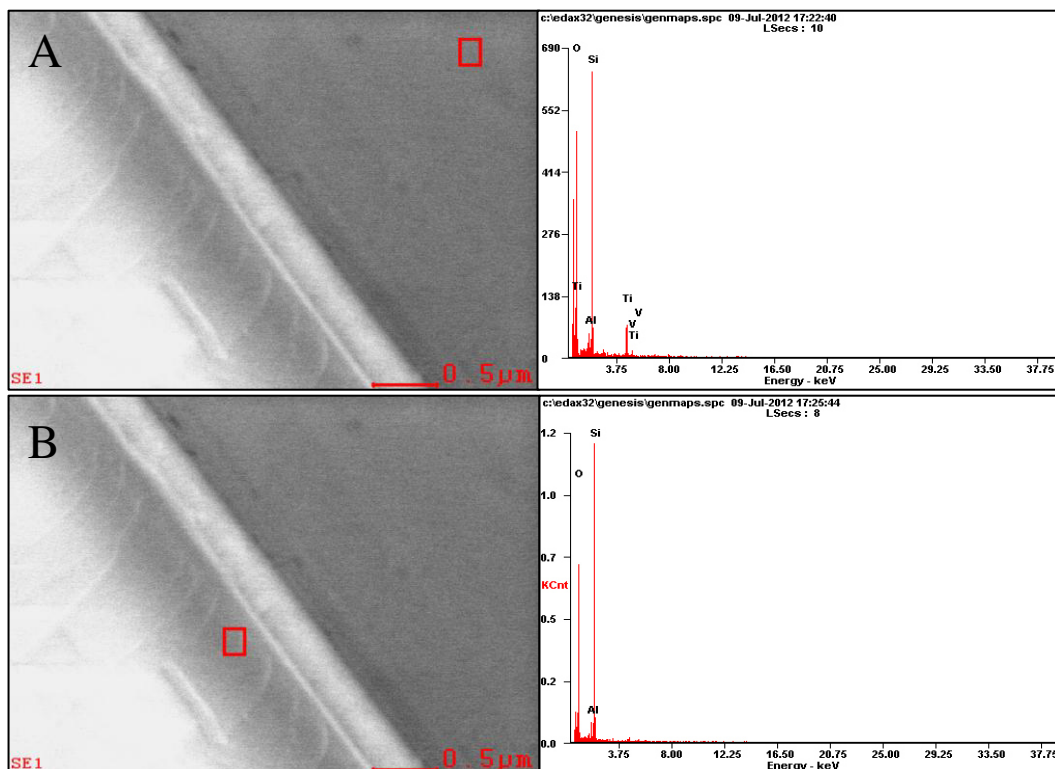 A
SE1
0.5µm
c:\edax32\genesis\genmaps.spc 09-Jul-2012 17:22:40
LSecs : 10
690
552
414
276
138
0
O
Si
Ti
Al
Ti
V
V
Ti
3.75 8.00 12.25 16.50 20.75 25.00 29.25 33.50 37.75
Energy - keV
B
SE1
0.5µm
c:\edax32\genesis\genmaps.spc 09-Jul-2012 17:25:44
LSecs : 8
1.2
1.0
0.7
KCnt
0.5
0.2
0.0
Si
O
Al
3.75 8.00 12.25 16.50 20.75 25.00 29.25 33.50 37.75
Energy - keV